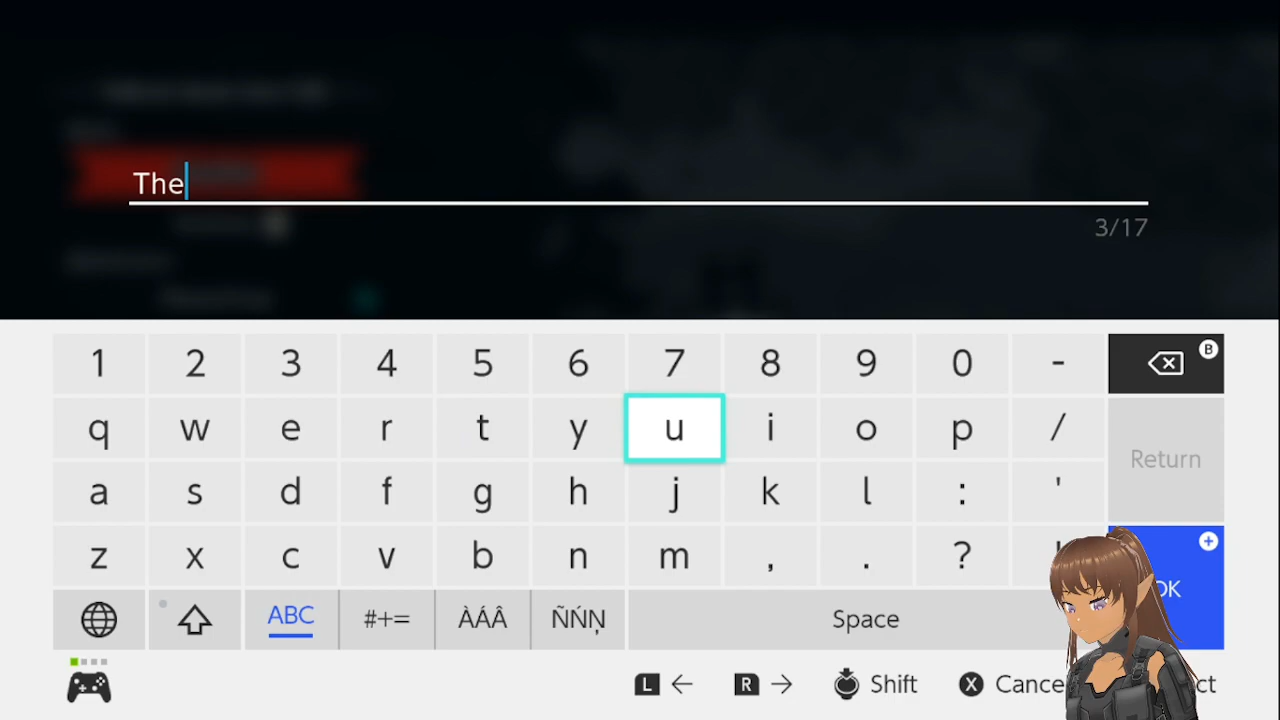 The
3/17
1 2 3 4 5 6 7 8 9 0 - B
q w e r t y u i o p /
Return
a s d f g h j k l : '
z x c v b n m , . ? +
OK
ABC #+= ÀÁÂ ÑŃŅ Space
L ← R → Shift X